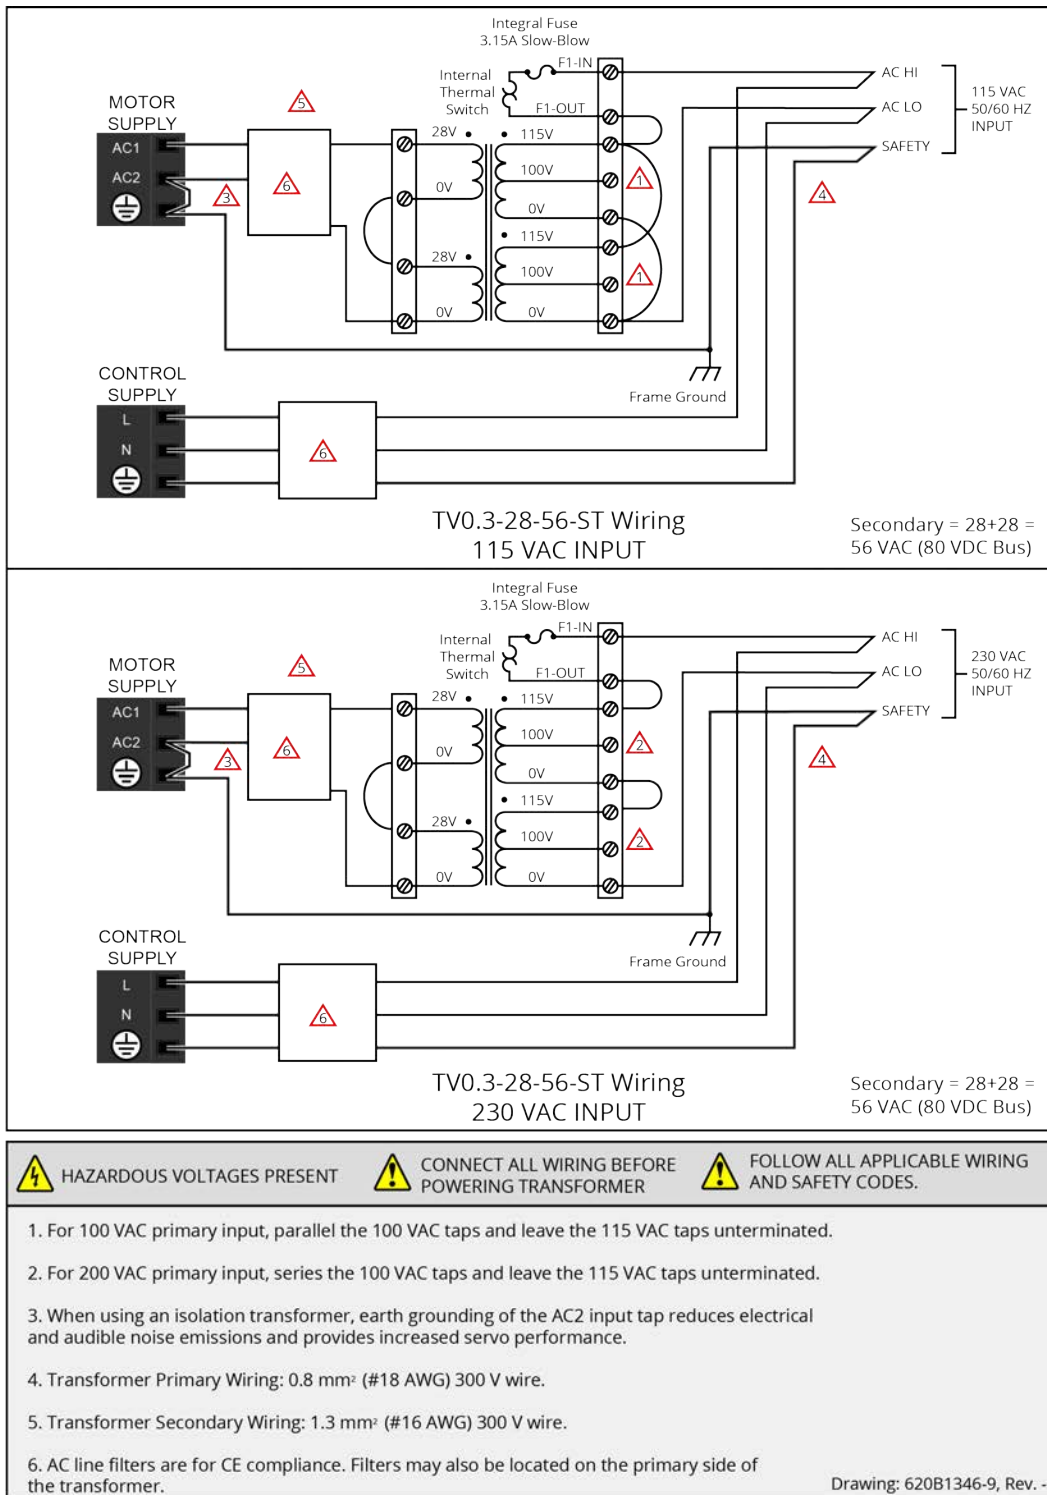 Integral Fuse
3.15A Slow-Blow
F1-IN
Internal
Thermal
Switch
F1-OUT
AC HI
AC LO
SAFETY
115 VAC
50/60 HZ
INPUT
MOTOR
SUPPLY
AC1
AC2
5
3
6
28V
0V
28V
0V
115V
100V
0V
115V
100V
0V
1
1
4
Frame Ground
CONTROL
SUPPLY
L
N
6
TV0.3-28-56-ST Wiring
115 VAC INPUT
Secondary = 28+28 =
56 VAC (80 VDC Bus)
Integral Fuse
3.15A Slow-Blow
F1-IN
Internal
Thermal
Switch
F1-OUT
AC HI
AC LO
SAFETY
230 VAC
50/60 HZ
INPUT
MOTOR
SUPPLY
AC1
AC2
5
3
6
28V
0V
28V
0V
115V
100V
0V
115V
100V
0V
2
2
4
Frame Ground
CONTROL
SUPPLY
L
N
6
TV0.3-28-56-ST Wiring
230 VAC INPUT
Secondary = 28+28 =
56 VAC (80 VDC Bus)
HAZARDOUS VOLTAGES PRESENT
CONNECT ALL WIRING BEFORE
POWERING TRANSFORMER
FOLLOW ALL APPLICABLE WIRING
AND SAFETY CODES.
1. For 100 VAC primary input, parallel the 100 VAC taps and leave the 115 VAC taps unterminated.
2. For 200 VAC primary input, series the 100 VAC taps and leave the 115 VAC taps unterminated.
3. When using an isolation transformer, earth grounding of the AC2 input tap reduces electrical
and audible noise emissions and provides increased servo performance.
4. Transformer Primary Wiring: 0.8 mm² (#18 AWG) 300 V wire.
5. Transformer Secondary Wiring: 1.3 mm² (#16 AWG) 300 V wire.
6. AC line filters are for CE compliance. Filters may also be located on the primary side of
the transformer.
Drawing: 620B1346-9, Rev. -